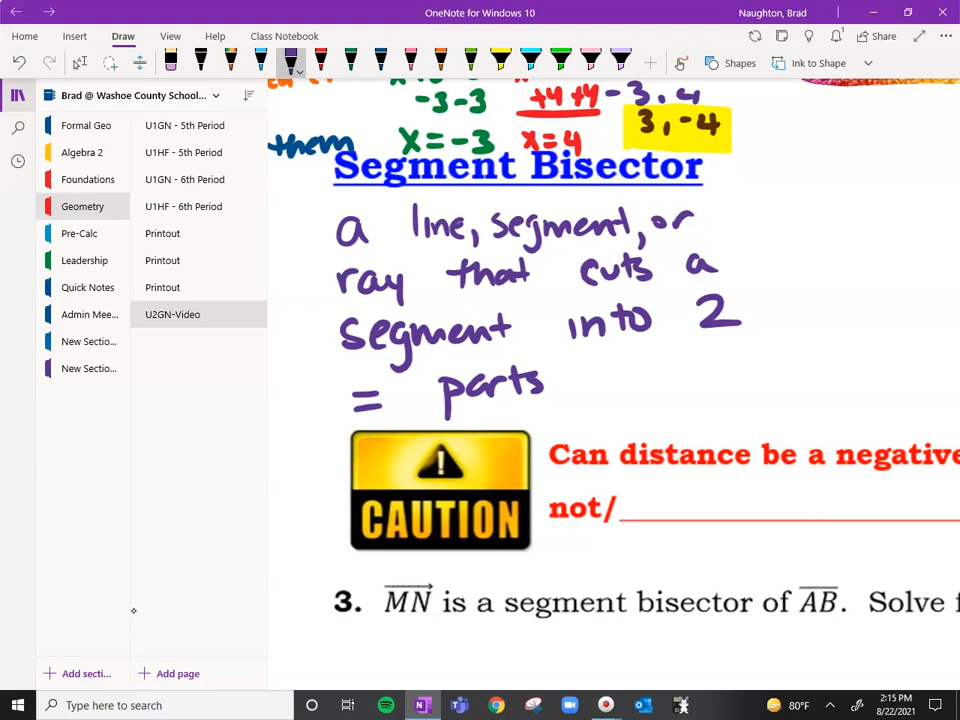 OneNote for Windows 10
Naughton, Brad
Home Insert Draw View Help Class Notebook
Share
Shapes
Ink to Shape
Brad @ Washoe County School...
Formal Geo
Algebra 2
Foundations
Geometry
Pre-Calc
Leadership
Quick Notes
Admin Mee...
New Sectio...
New Sectio...
Add secti...
U1GN - 5th Period
U1HF - 5th Period
U1GN - 6th Period
U1HF - 6th Period
Printout
Printout
Printout
U2GN-Video
Add page
-3 -3
+4 +4
-3, 4
them
x = -3
x = 4
3, -4
Segment Bisector
a line, segment, or
ray that cuts a
segment into 2
= parts
!
CAUTION
Can distance be a negative
not/
3. MN is a segment bisector of AB. Solve f
Type here to search
80°F
2:15 PM
8/22/2021